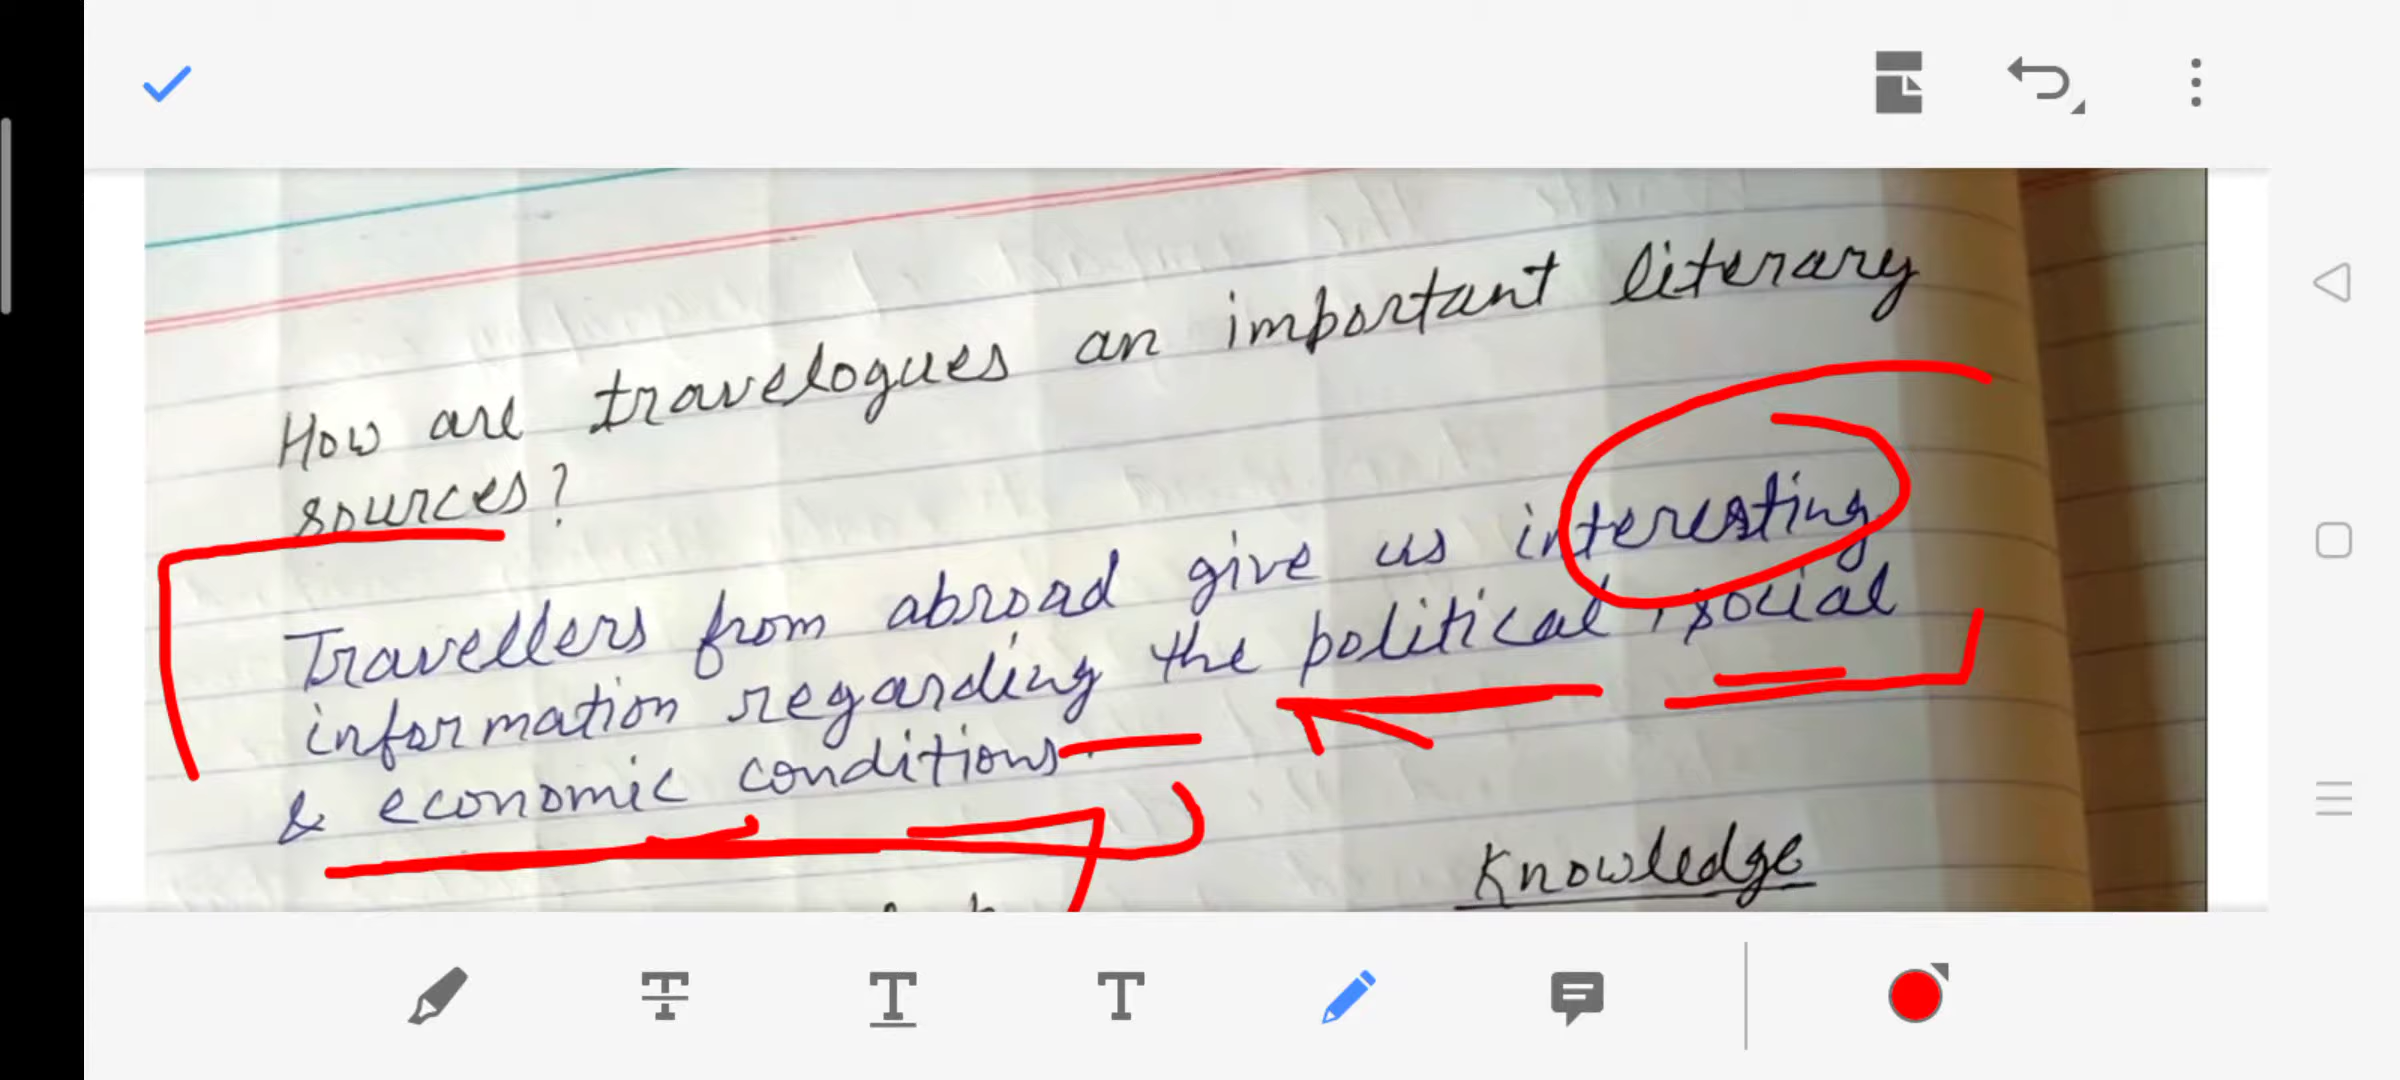 How are travelogues an important literary
sources?
Travellers from abroad give us interesting
information regarding the political, social
& economic conditions.
Knowledge